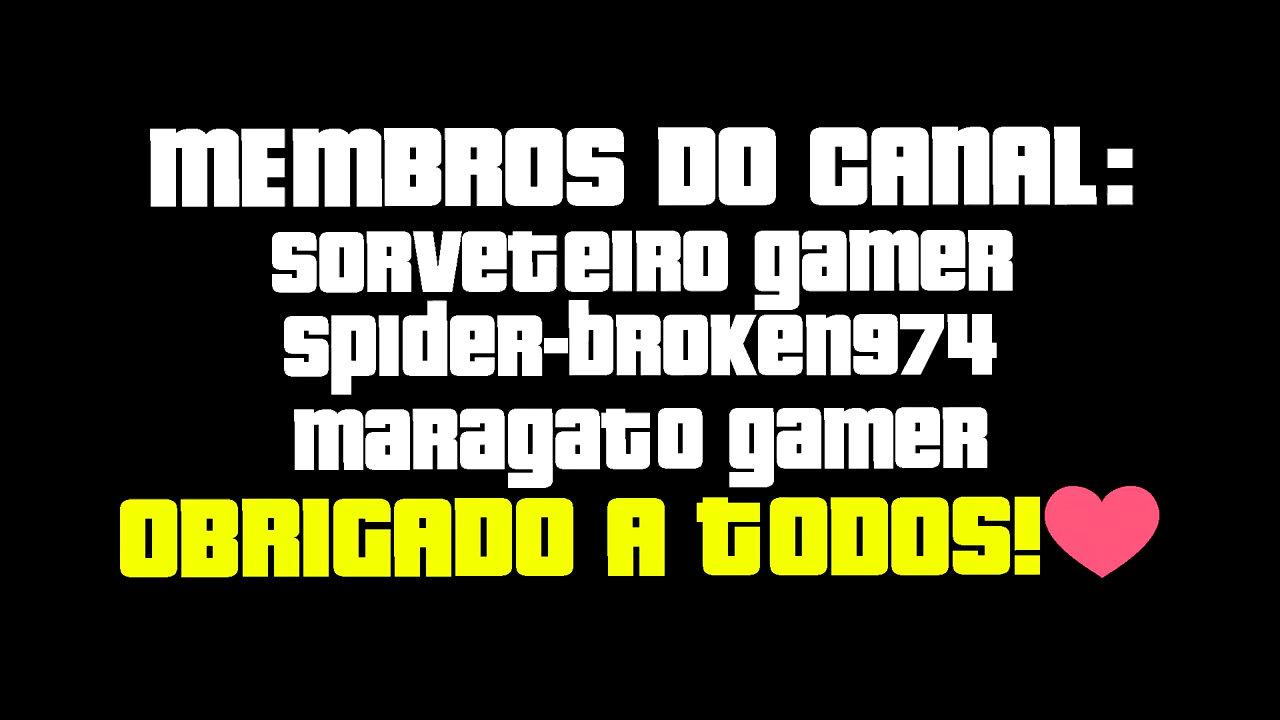 MEMBROS DO CANAL:
sorveteiro gamer
spider-broken974
maragato gamer
OBRIGADO A TODOS!❤